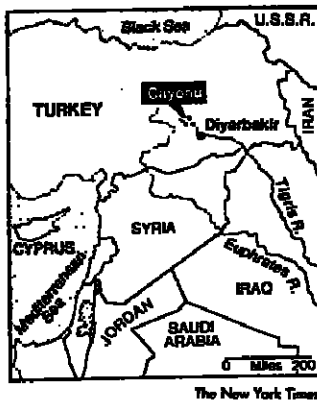 Black Sea
U.S.S.R.
TURKEY
Cayonu
Diyarbakir
IRAN
Tigris R.
SYRIA
CYPRUS
Mediterranean
Sea
Euphrates R.
IRAQ
JORDAN
SAUDI
ARABIA
0 Miles 200
The New York Times